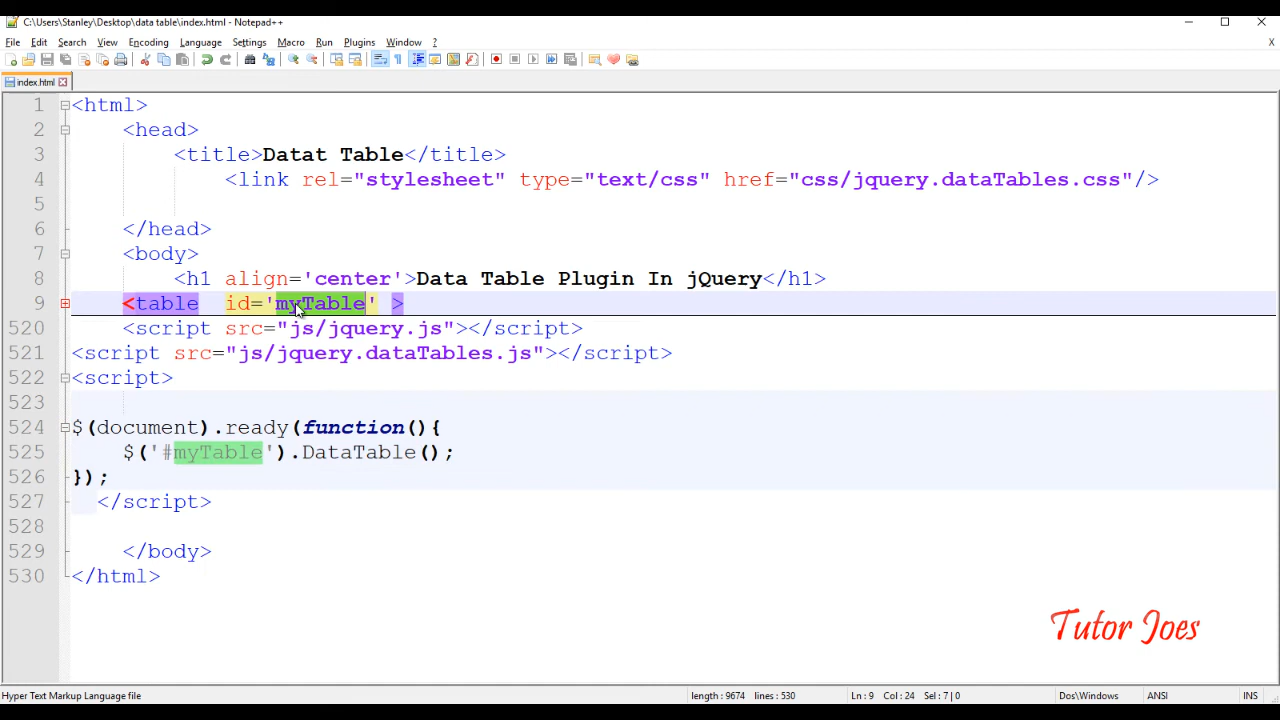 C:\Users\Stanley\Desktop\data table\index.html - Notepad++
File Edit Search View Encoding Language Settings Macro Run Plugins Window ? X
index.html
1 <html>
2 <head>
3 <title>Datat Table</title>
4 <link rel="stylesheet" type="text/css" href="css/jquery.dataTables.css"/>
5
6 </head>
7 <body>
8 <h1 align='center'>Data Table Plugin In jQuery</h1>
9 <table id='myTable' >
520 <script src="js/jquery.js"></script>
521 <script src="js/jquery.dataTables.js"></script>
522 <script>
523
524 $(document).ready(function(){
525 $('#myTable').DataTable();
526 });
527 </script>
528
529 </body>
530 </html>
Tutor Joes
Hyper Text Markup Language file length : 9674 lines : 530 Ln : 9 Col : 24 Sel : 7 | 0 Dos\Windows ANSI INS